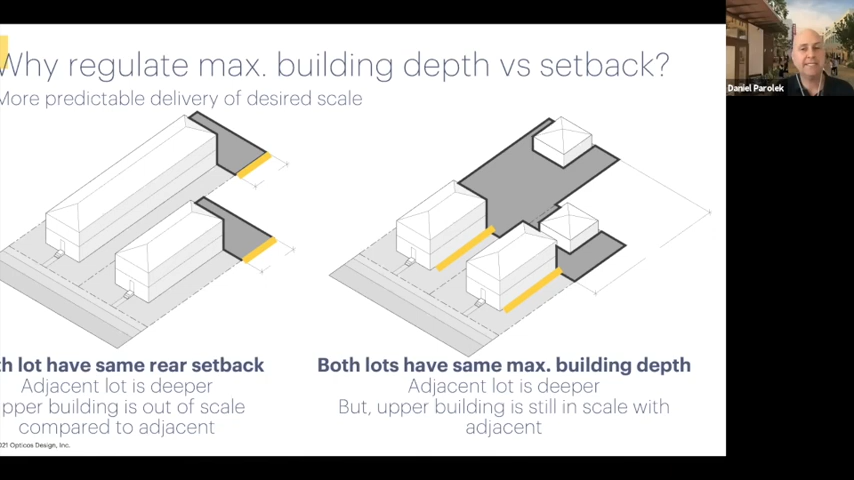 Why regulate max. building depth vs setback?
More predictable delivery of desired scale
Daniel Parolek
th lot have same rear setback
Adjacent lot is deeper
pper building is out of scale
compared to adjacent
Both lots have same max. building depth
Adjacent lot is deeper
But, upper building is still in scale with
adjacent
021 Opticos Design, Inc.